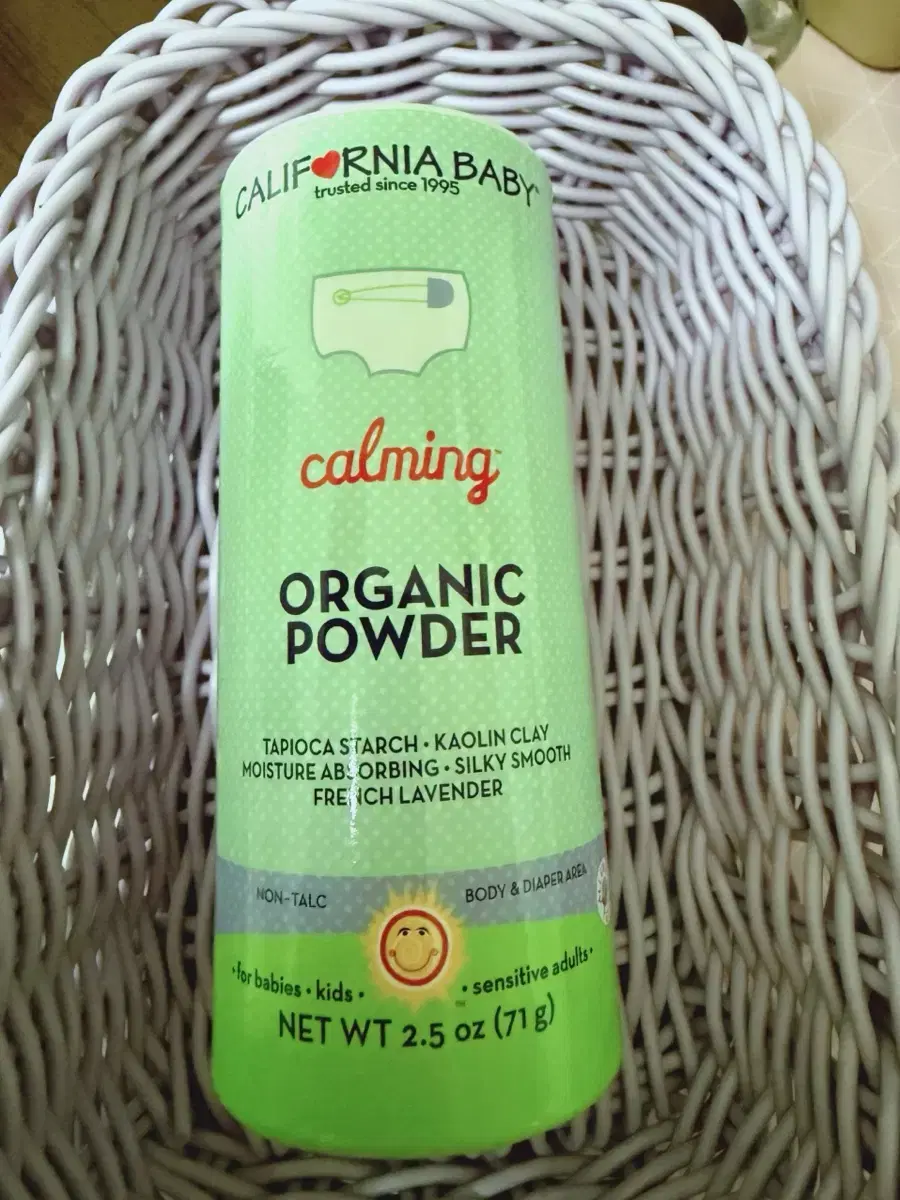 CALIFORNIA BABY
trusted since 1995
calming™
ORGANIC
POWDER
TAPIOCA STARCH • KAOLIN CLAY
MOISTURE ABSORBING • SILKY SMOOTH
FRENCH LAVENDER
NON-TALC
BODY & DIAPER AREA
•for babies • kids •
• sensitive adults•
NET WT 2.5 oz (71 g)